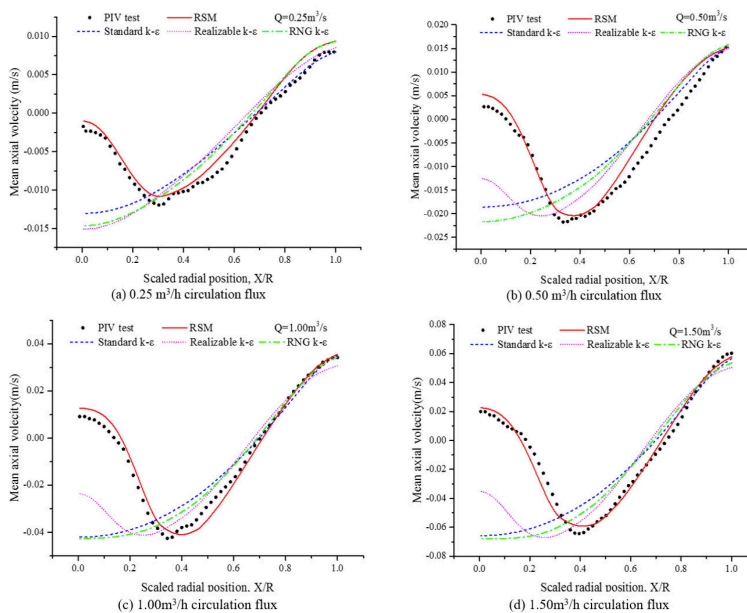 PIV test RSM Q=0.25m³/s
Standard k-ε Realizable k-ε RNG k-ε
Mean axial volecity (m/s)
0.010
0.005
0.000
-0.005
-0.010
-0.015
0.0 0.2 0.4 0.6 0.8 1.0
Scaled radial position, X/R
(a) 0.25 m³/h circulation flux
PIV test RSM Q=0.50m³/s
Standard k-ε Realizable k-ε RNG k-ε
Mean axial volecity (m/s)
0.025
0.020
0.015
0.010
0.005
0.000
-0.005
-0.010
-0.015
-0.020
-0.025
0.0 0.2 0.4 0.6 0.8 1.0
Scaled radial position, X/R
(b) 0.50 m³/h circulation flux
PIV test RSM Q=1.00m³/s
Standard k-ε Realizable k-ε RNG k-ε
Mean axial volecity(m/s)
0.04
0.02
0.00
-0.02
-0.04
0.0 0.2 0.4 0.6 0.8 1.0
Scaled radial position. X/R
(c) 1.00m³/h circulation flux
PIV test RSM Q=1.50m³/s
Standard k-ε Realizable k-ε RNG k-ε
Mean axial volecity(m/s)
0.08
0.06
0.04
0.02
0.00
-0.02
-0.04
-0.06
-0.08
0.0 0.2 0.4 0.6 0.8 1.0
Scaled radial position. X/R
(d) 1.50m³/h circulation flux